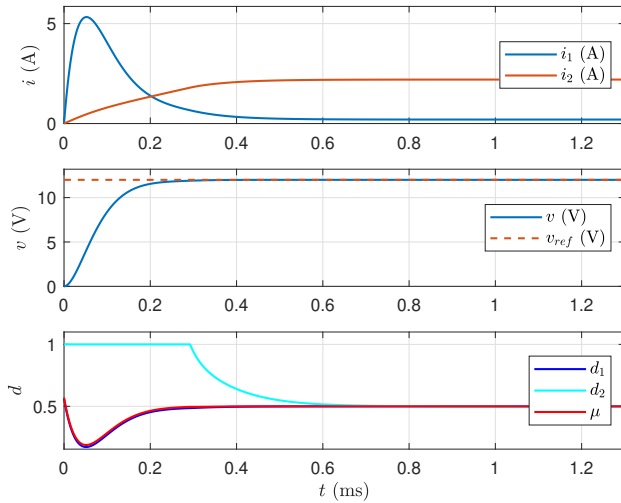 5
0
i (A)
i₁ (A)
i₂ (A)
0 0.2 0.4 0.6 0.8 1 1.2
10
0
v (V)
v (V)
v_ref (V)
0 0.2 0.4 0.6 0.8 1 1.2
1
0.5
d
d₁
d₂
μ
0 0.2 0.4 0.6 0.8 1 1.2
t (ms)